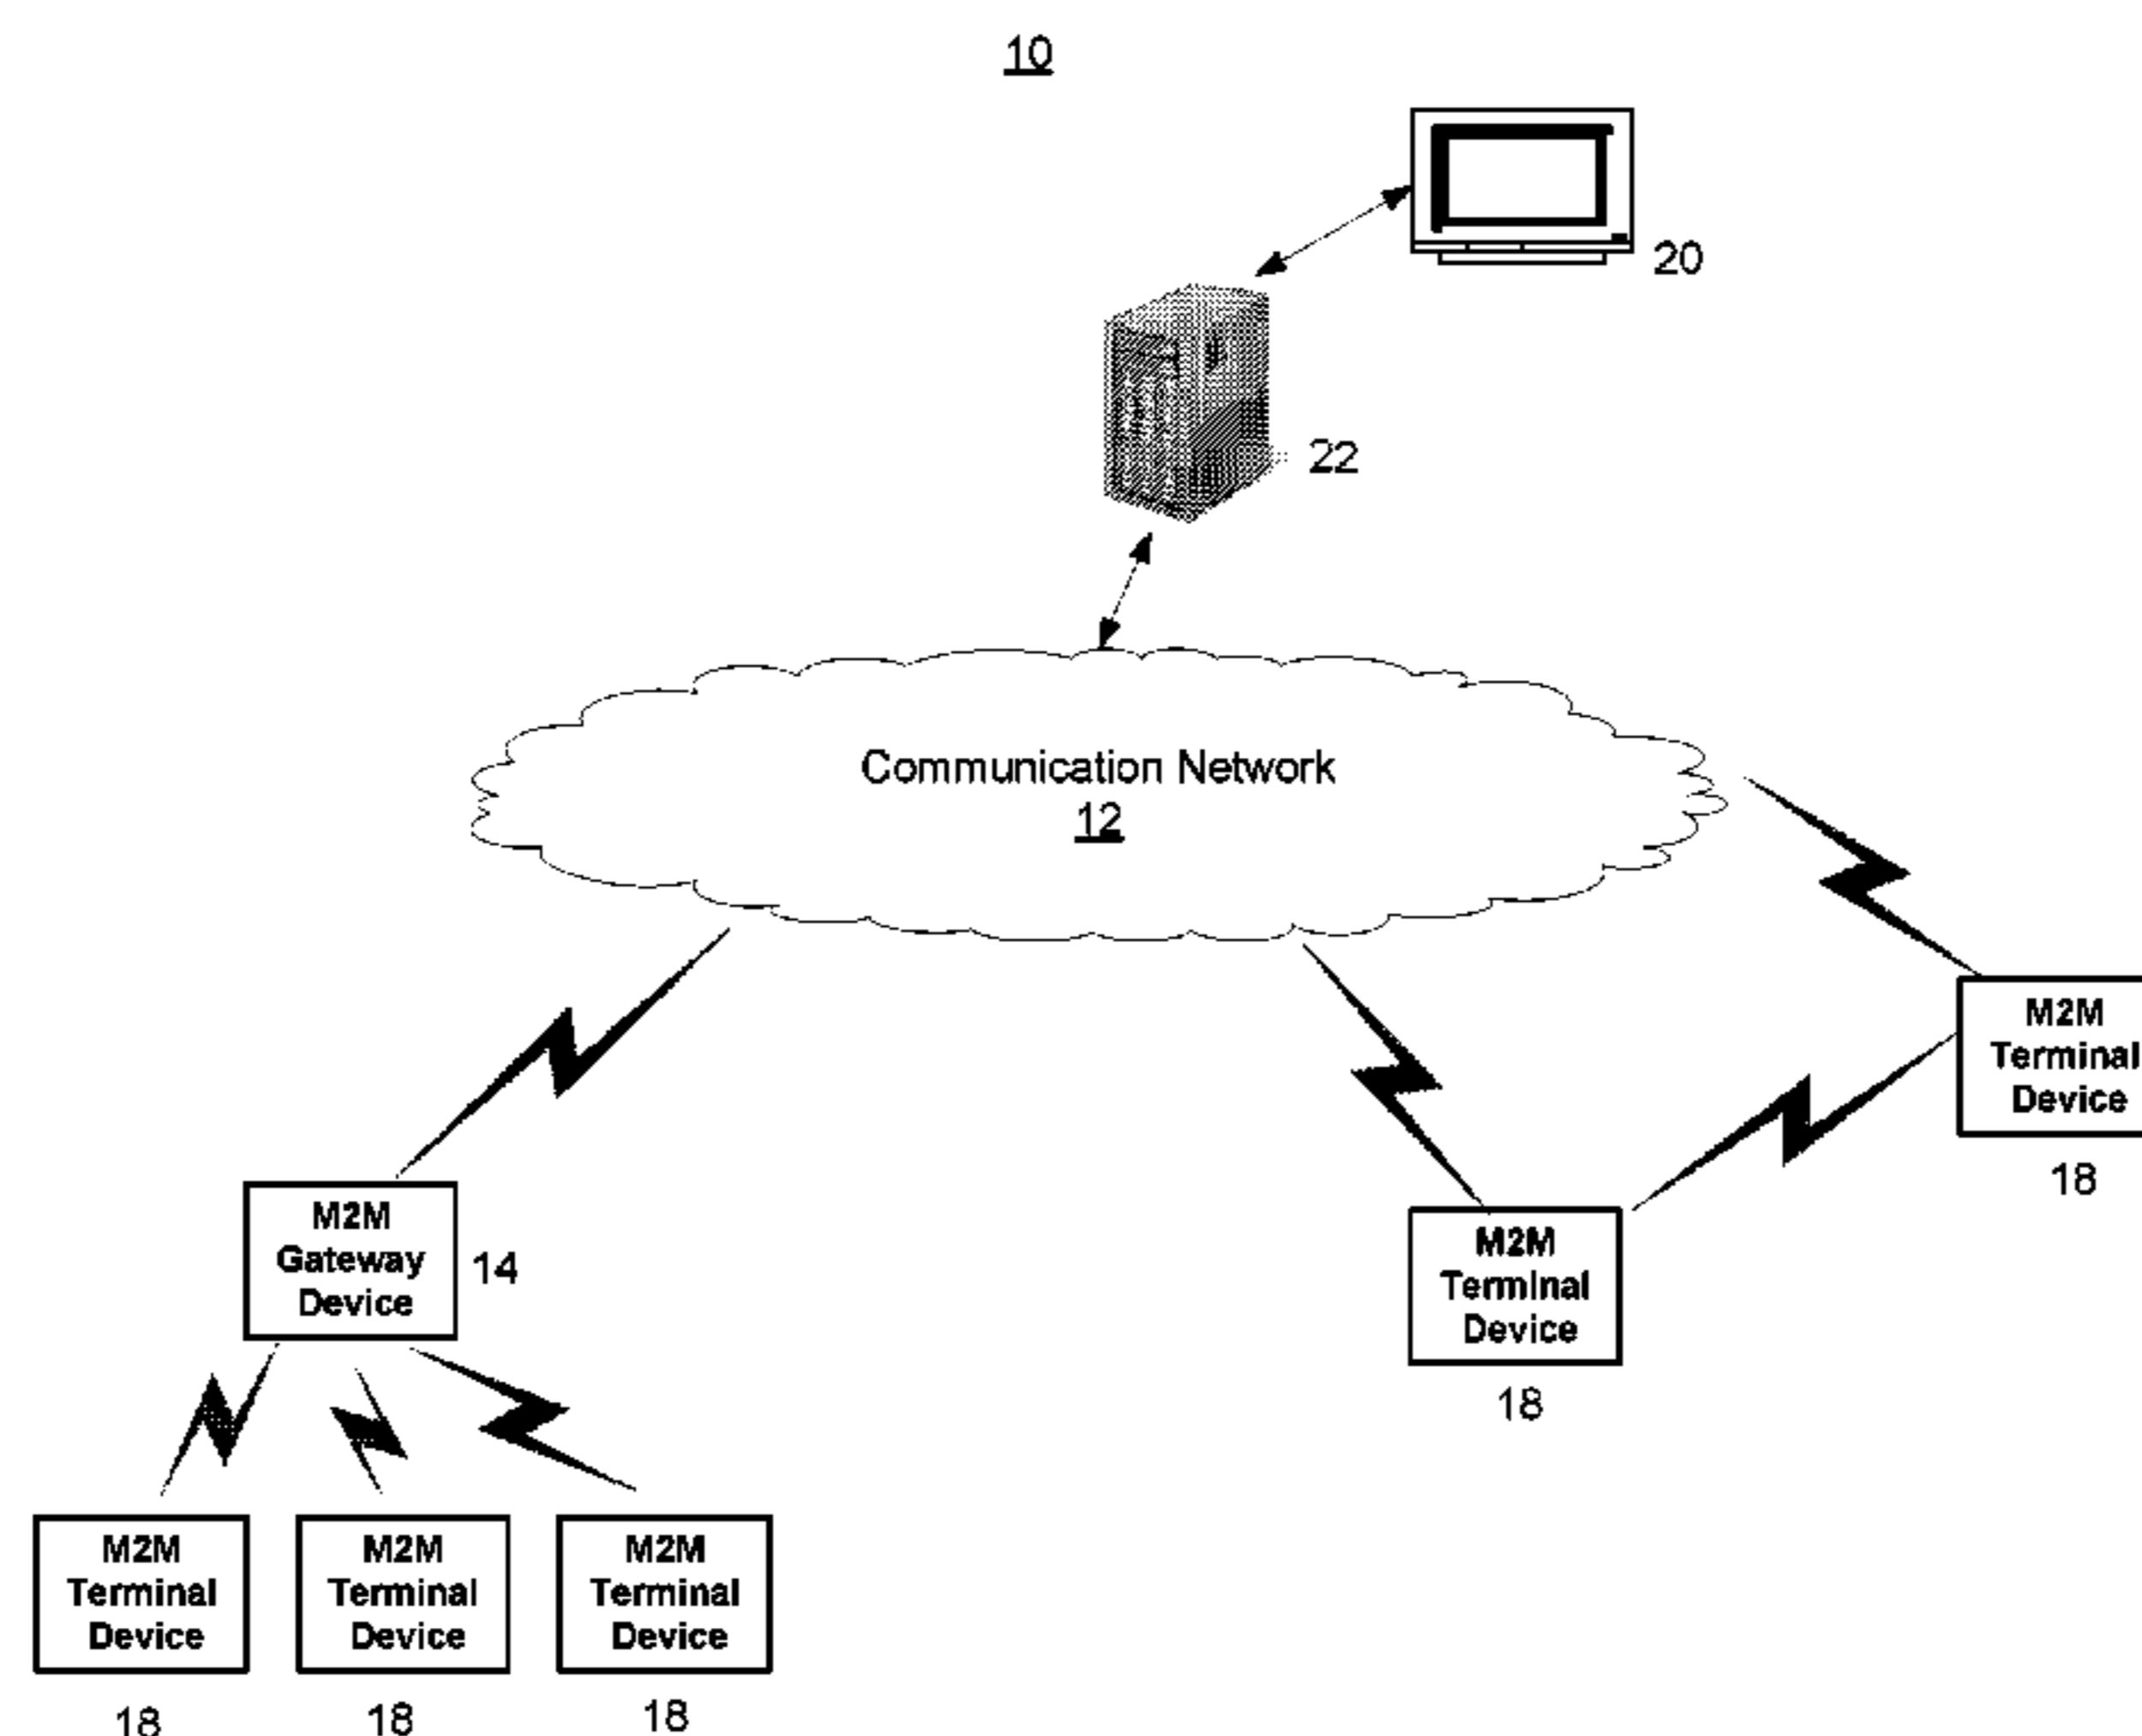 10
20
22
Communication Network
12
M2M
Terminal
Device
18
M2M
Gateway
Device
14
M2M
Terminal
Device
18
M2M
Terminal
Device
18
M2M
Terminal
Device
18
M2M
Terminal
Device
18